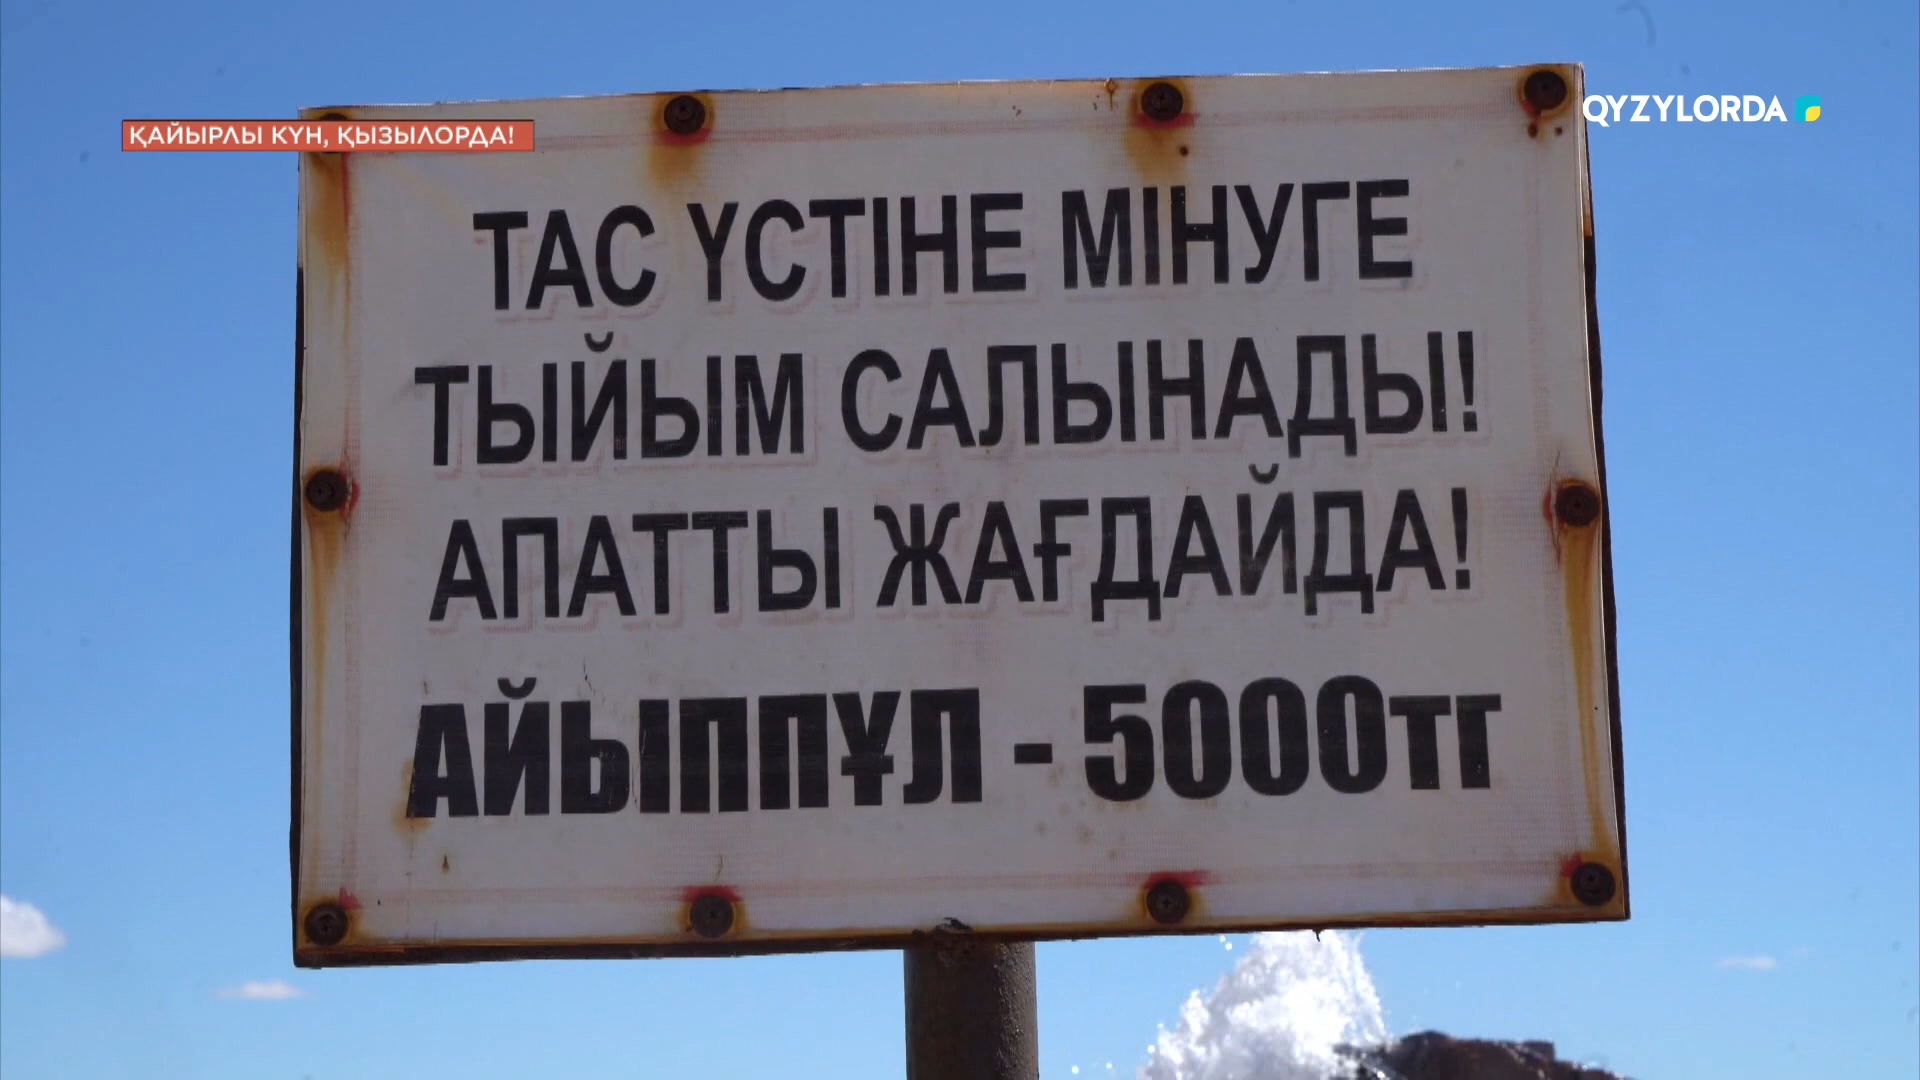 ҚАЙЫРЛЫ КҮН, ҚЫЗЫЛОРДА!
QYZYLORDA
ТАС ҮСТІНЕ МІНУГЕ
ТЫЙЫМ САЛЫНАДЫ!
АПАТТЫ ЖАҒДАЙДА!
АЙЫППҰЛ - 5000тг